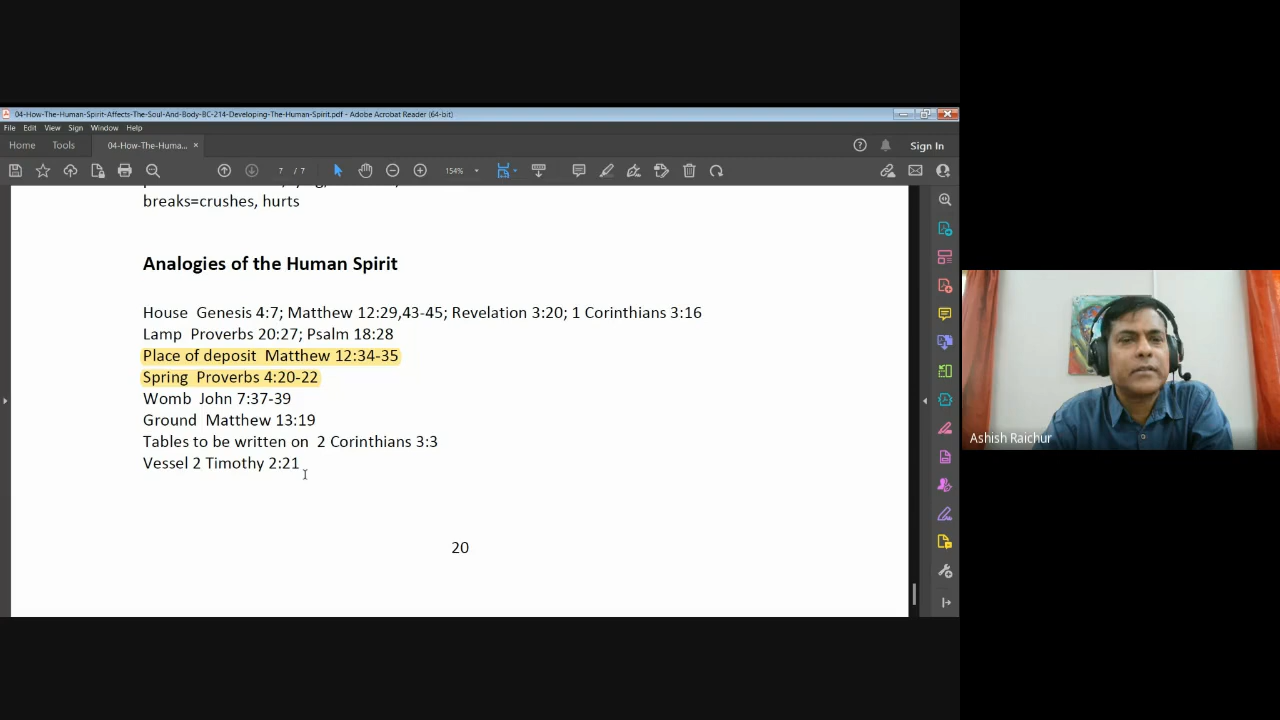 04-How-The-Human-Spirit-Affects-The-Soul-And-Body-BC-214-Developing-The-Human-Spirit.pdf - Adobe Acrobat Reader (64-bit)
File Edit View Sign Window Help
Home Tools 04-How-The-Huma... × Sign In
7 / 7 154%
breaks=crushes, hurts
Analogies of the Human Spirit
House Genesis 4:7; Matthew 12:29,43-45; Revelation 3:20; 1 Corinthians 3:16
Lamp Proverbs 20:27; Psalm 18:28
Place of deposit Matthew 12:34-35
Spring Proverbs 4:20-22
Womb John 7:37-39
Ground Matthew 13:19
Tables to be written on 2 Corinthians 3:3
Vessel 2 Timothy 2:21
20
Ashish Raichur